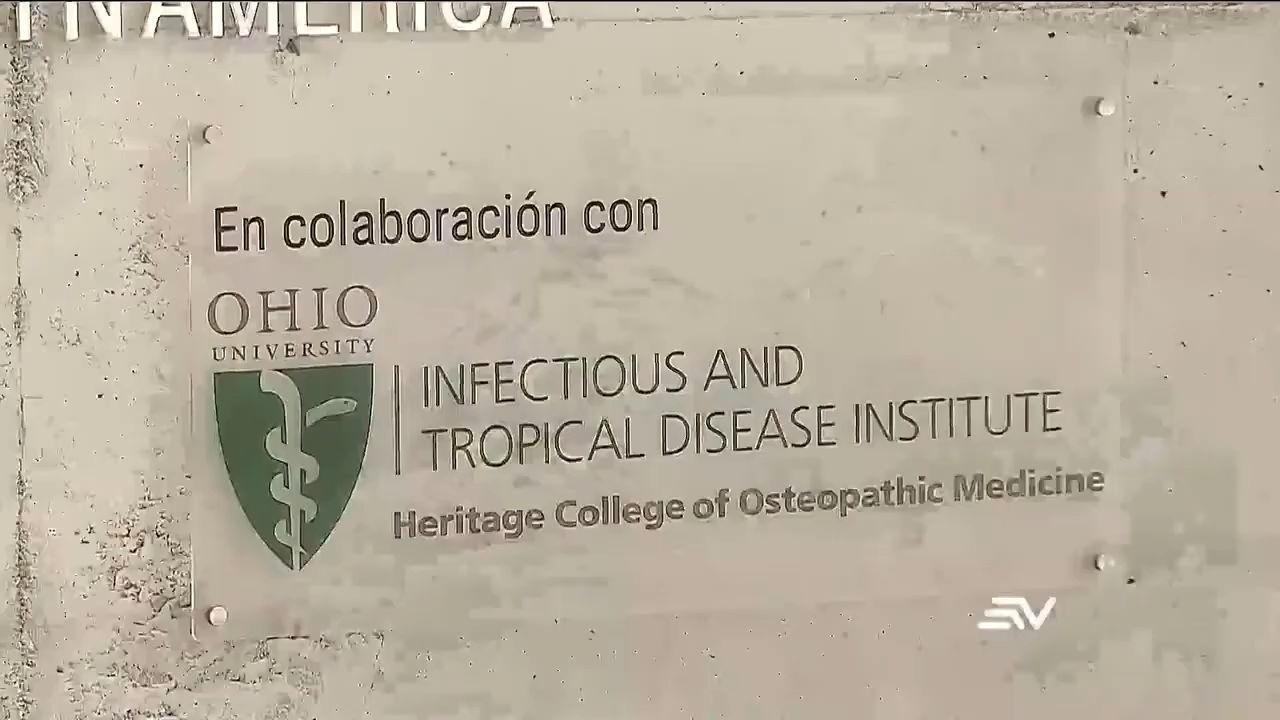 En colaboración con
OHIO
UNIVERSITY
INFECTIOUS AND
TROPICAL DISEASE INSTITUTE
Heritage College of Osteopathic Medicine